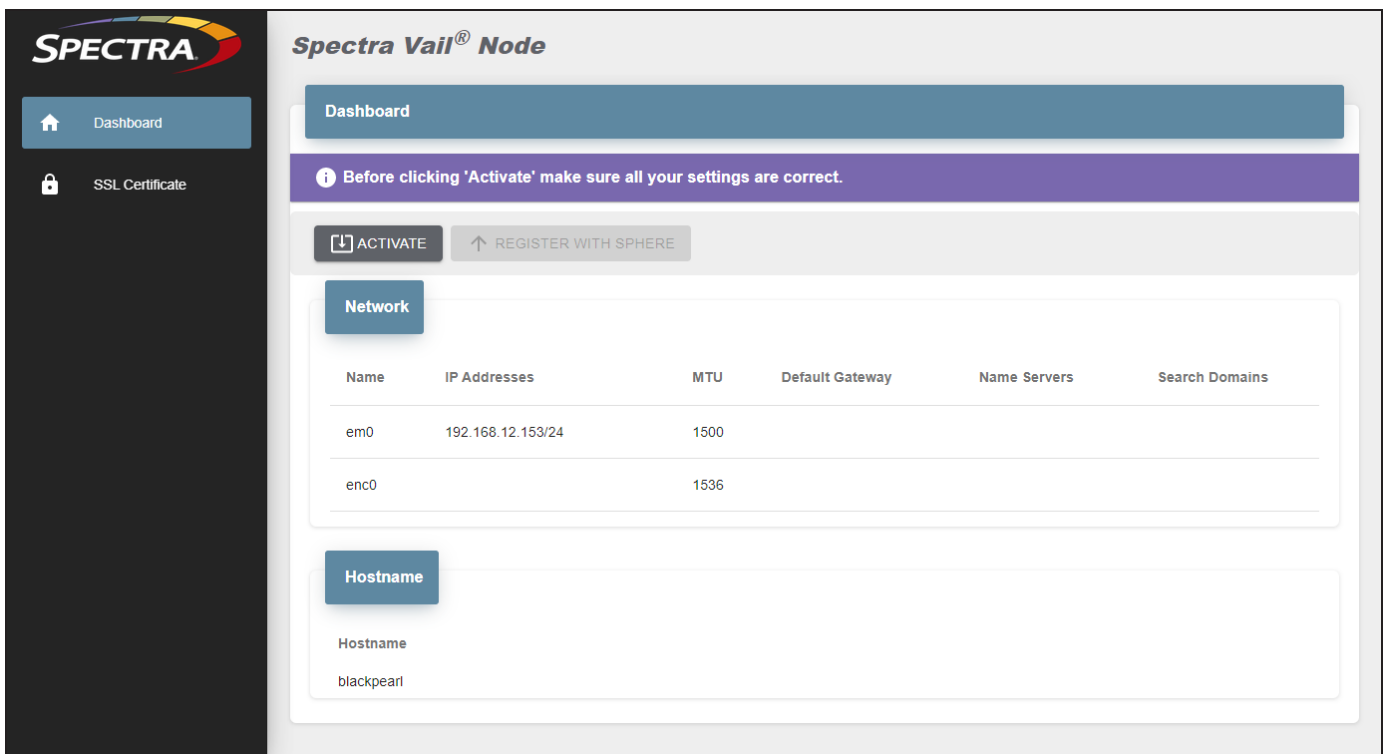 SPECTRA
Dashboard
SSL Certificate
Spectra Vail® Node
Dashboard
Before clicking 'Activate' make sure all your settings are correct.
ACTIVATE REGISTER WITH SPHERE
Network
Name IP Addresses MTU Default Gateway Name Servers Search Domains
em0 192.168.12.153/24 1500
enc0 1536
Hostname
Hostname
blackpearl